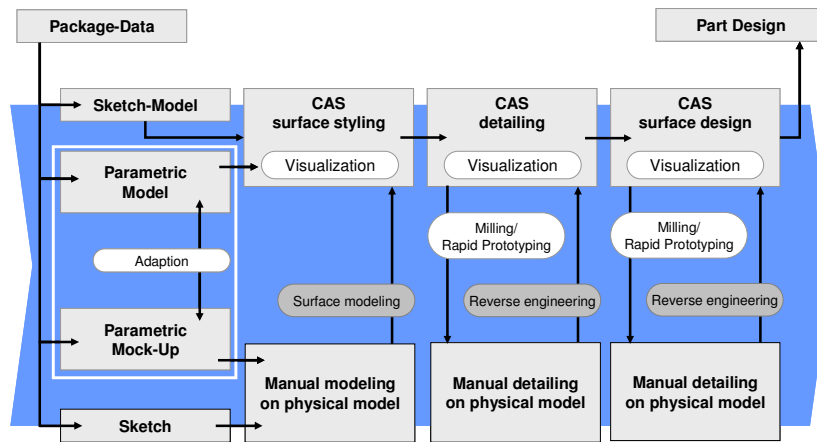 Package-Data
Part Design
Sketch-Model
CAS
surface styling
Visualization
CAS
detailing
Visualization
CAS
surface design
Visualization
Parametric
Model
Milling/
Rapid Prototyping
Milling/
Rapid Prototyping
Adaption
Surface modeling
Reverse engineering
Reverse engineering
Parametric
Mock-Up
Manual modeling
on physical model
Manual detailing
on physical model
Manual detailing
on physical model
Sketch